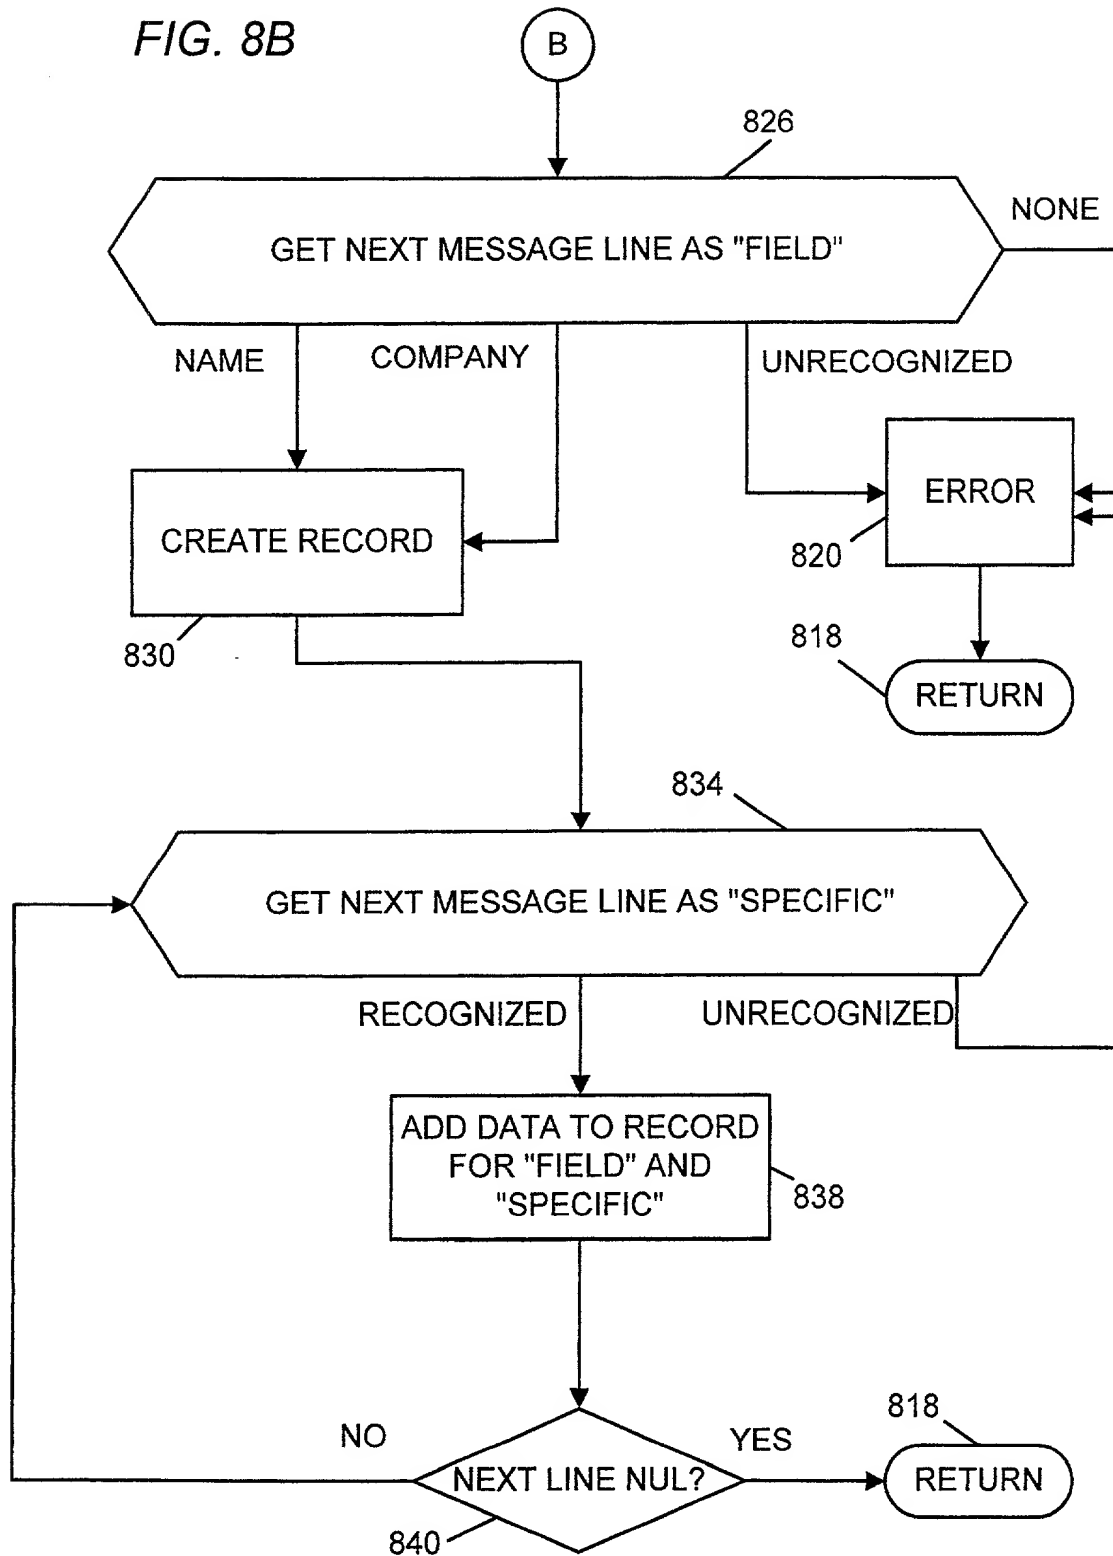 FIG. 8B
B
826
NONE
GET NEXT MESSAGE LINE AS "FIELD"
NAME
COMPANY
UNRECOGNIZED
ERROR
CREATE RECORD
820
830
818
RETURN
834
GET NEXT MESSAGE LINE AS "SPECIFIC"
RECOGNIZED
UNRECOGNIZED
ADD DATA TO RECORD
FOR "FIELD" AND
"SPECIFIC"
838
NO
YES
818
NEXT LINE NUL?
RETURN
840